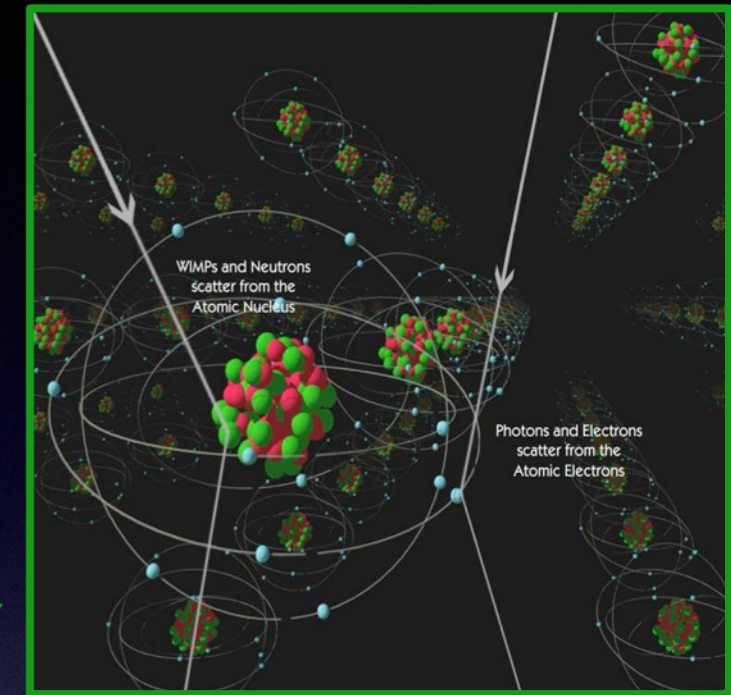 WIMPs and Neutrons
scatter from the
Atomic Nucleus
Photons and Electrons
scatter from the
Atomic Electrons